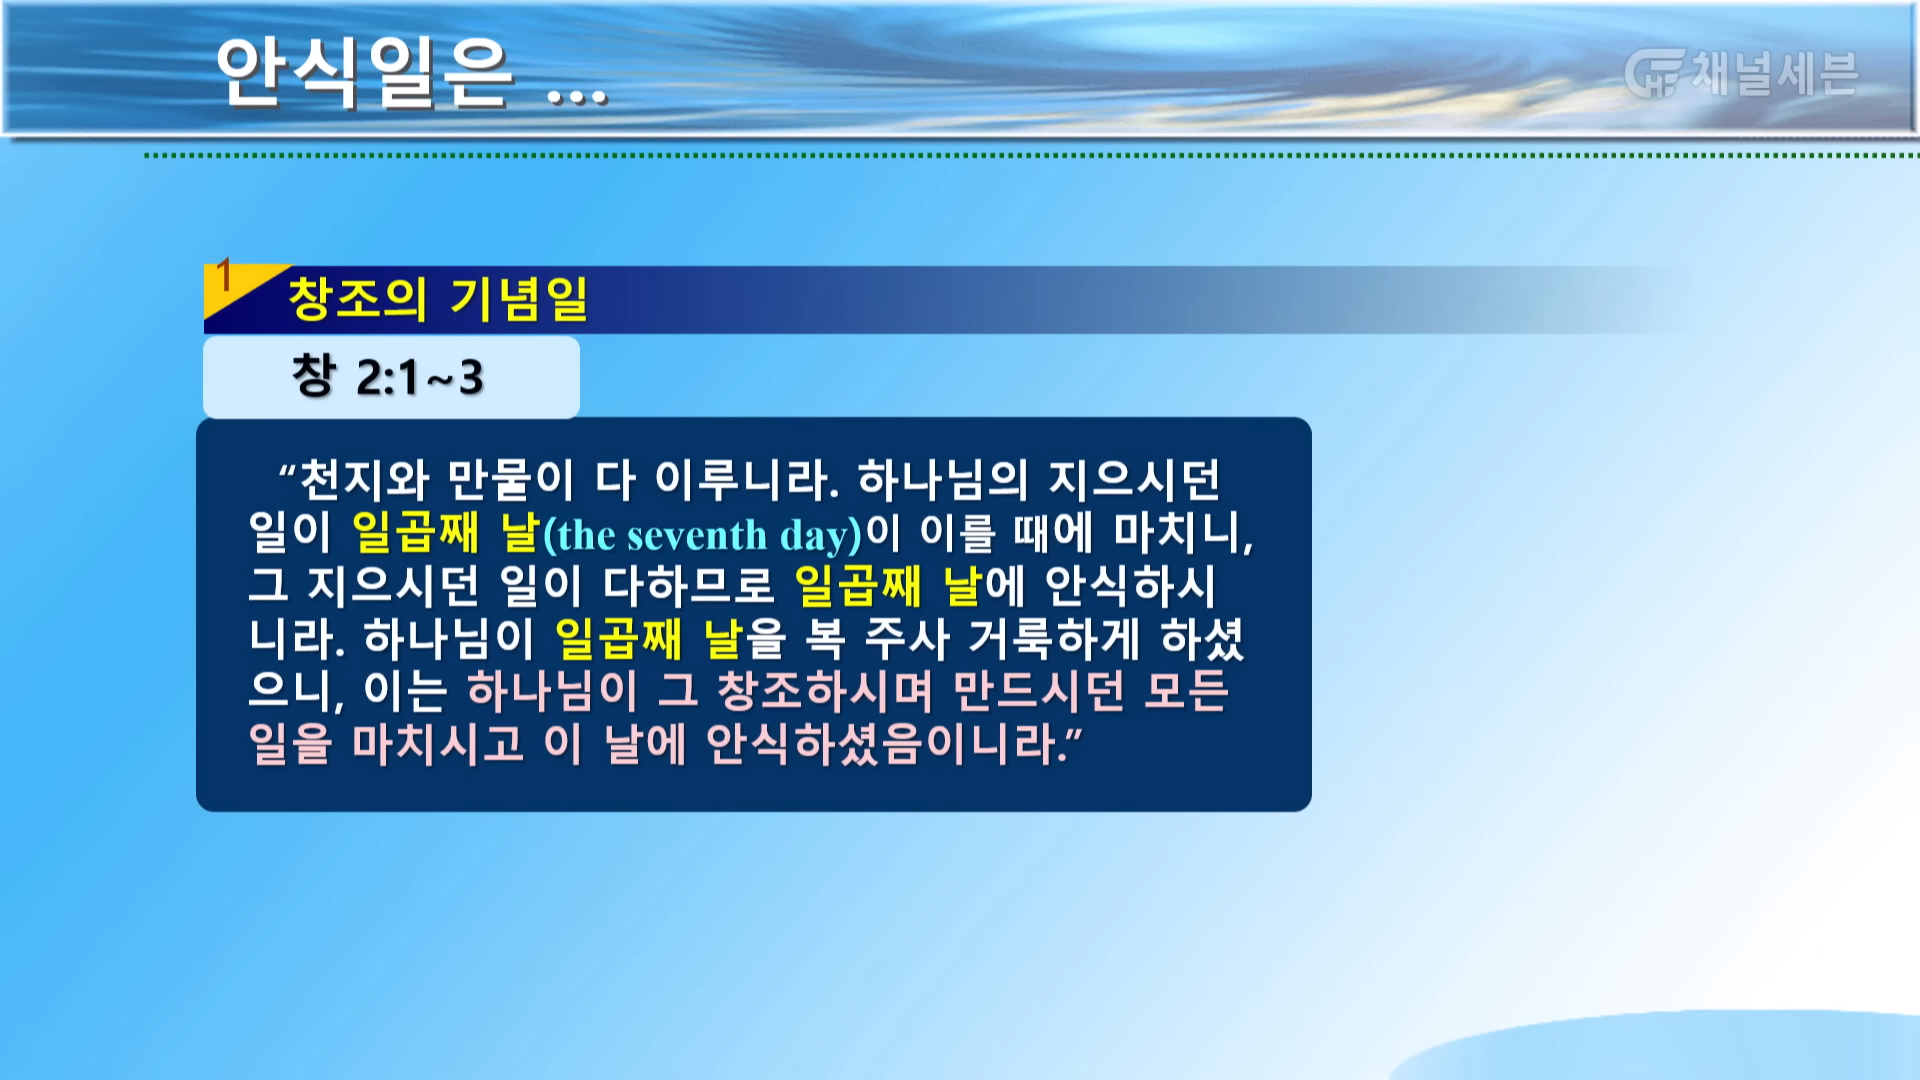 안식일은 ...
채널세븐
1
창조의 기념일
창 2:1~3
“천지와 만물이 다 이루니라. 하나님의 지으시던
일이 일곱째 날(the seventh day)이 이를 때에 마치니,
그 지으시던 일이 다하므로 일곱째 날에 안식하시
니라. 하나님이 일곱째 날을 복 주사 거룩하게 하셨
으니, 이는 하나님이 그 창조하시며 만드시던 모든
일을 마치시고 이 날에 안식하셨음이니라.”